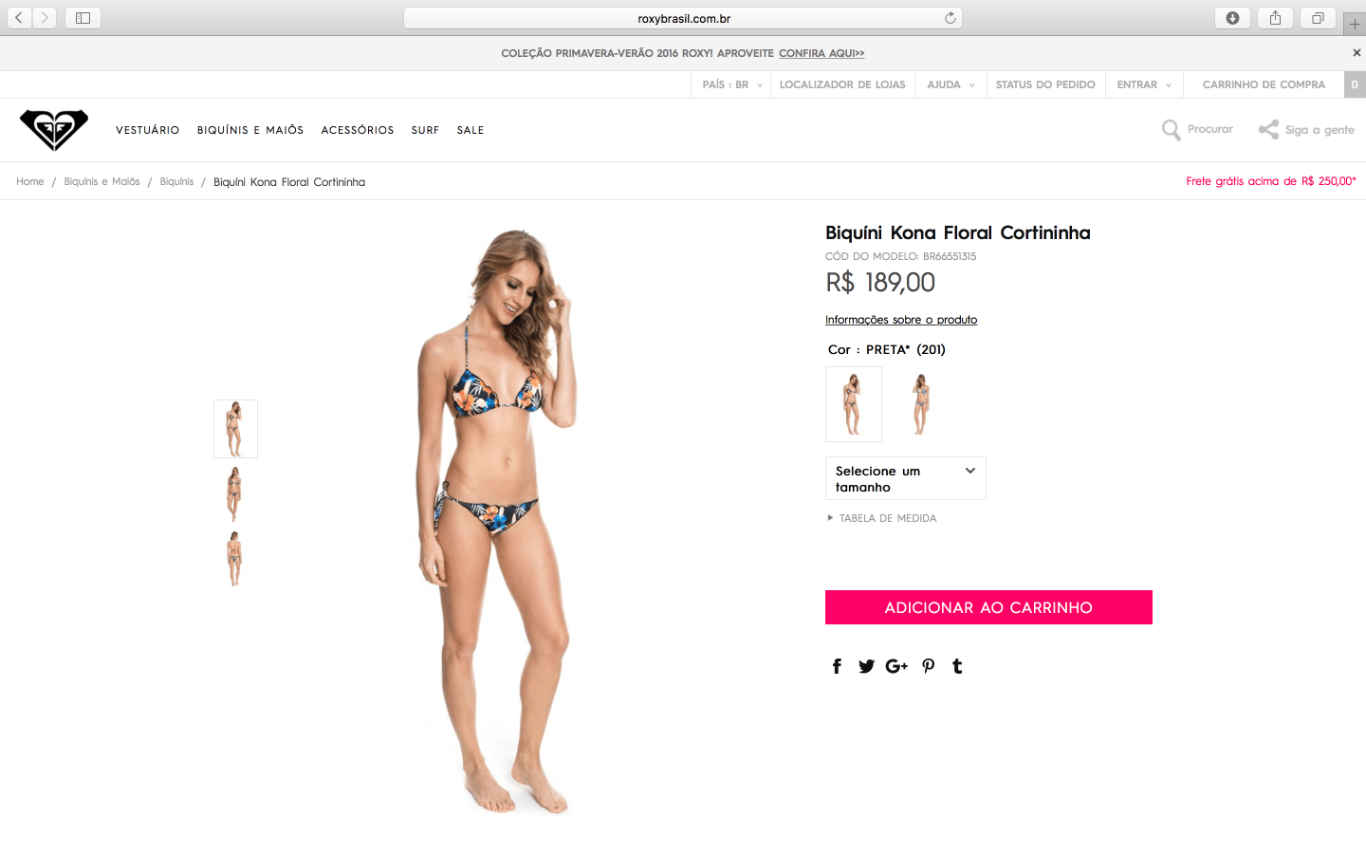 roxybrasil.com.br
COLEÇÃO PRIMAVERA-VERÃO 2016 ROXY! APROVEITE CONFIRA AQUI>>
PAÍS : BR
LOCALIZADOR DE LOJAS
AJUDA
STATUS DO PEDIDO
ENTRAR
CARRINHO DE COMPRA
0
VESTUÁRIO
BIQUÍNIS E MAIÔS
ACESSÓRIOS
SURF
SALE
Procurar
Siga a gente
Home / Biquínis e Maiôs / Biquínis / Biquíni Kona Floral Cortininha
Frete grátis acima de R$ 250,00*
Biquíni Kona Floral Cortininha
CÓD DO MODELO: BR66551315
R$ 189,00
Informações sobre o produto
Cor : PRETA* (201)
Selecione um
tamanho
TABELA DE MEDIDA
ADICIONAR AO CARRINHO